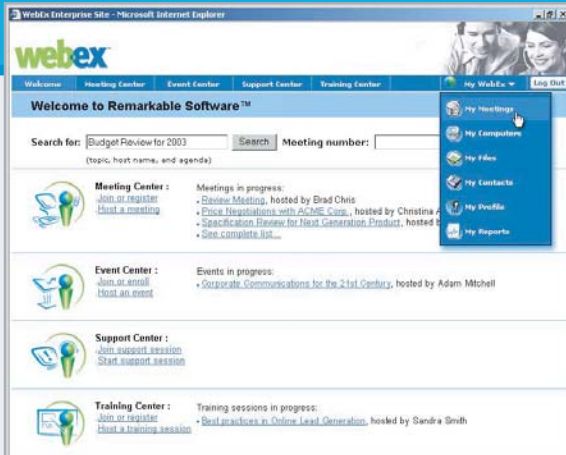 WebEx Enterprise Site - Microsoft Internet Explorer
webex
Welcome Meeting Center Event Center Support Center Training Center My WebEx Log Out
Welcome to Remarkable Software™
My Meetings
My Computers
My Files
My Contacts
My Profile
My Reports
Search for: Budget Review for 2003 Search Meeting number:
(topic, host name, and agenda)
Meeting Center : Meetings in progress:
Join or register Review Meeting, hosted by Brad Chris
Host a meeting Price Negotiations with ACME Corp., hosted by Christina
Specification Review for Next Generation Product, hosted
See complete list...
Event Center : Events in progress:
Join or enroll Corporate Communications for the 21st Century, hosted by Adam Mitchell
Host an event
Support Center :
Join support session
Start support session
Training Center : Training sessions in progress:
Join or register Best practices in Online Lead Generation, hosted by Sandra Smith
Host a training session